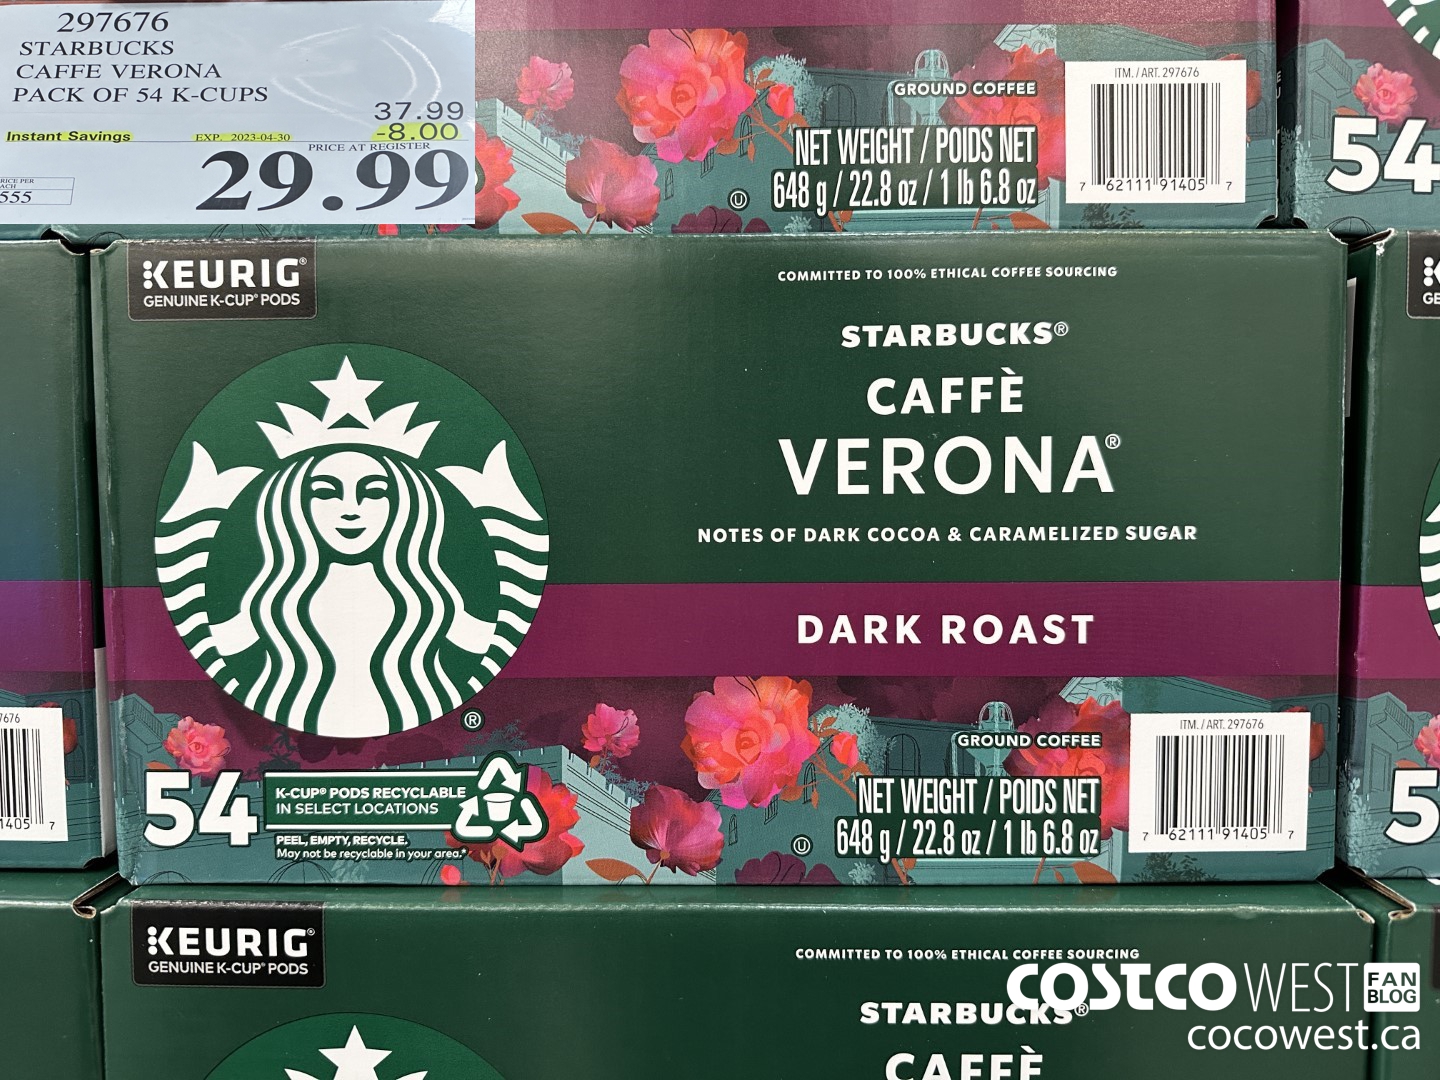 297676
STARBUCKS
CAFFE VERONA
PACK OF 54 K-CUPS
37.99
Instant Savings EXP. 2023-04-30 -8.00
PRICE AT REGISTER
29.99
555
GROUND COFFEE
NET WEIGHT / POIDS NET
648 g / 22.8 oz / 1 lb 6.8 oz
U
ITM. / ART. 297676
7 62111 91405 7
54
KEURIG®
GENUINE K-CUP® PODS
COMMITTED TO 100% ETHICAL COFFEE SOURCING
STARBUCKS®
CAFFÈ
VERONA®
NOTES OF DARK COCOA & CARAMELIZED SUGAR
DARK ROAST
®
54
K-CUP® PODS RECYCLABLE
IN SELECT LOCATIONS
PEEL, EMPTY, RECYCLE.
May not be recyclable in your area.*
GROUND COFFEE
NET WEIGHT / POIDS NET
648 g / 22.8 oz / 1 lb 6.8 oz
U
ITM. / ART. 297676
7 62111 91405 7
7676
1405 7
K
GE
5
KEURIG®
GENUINE K-CUP® PODS
COMMITTED TO 100% ETHICAL COFFEE SOURCING
STARBUCKS®
CAFFÈ
COSTCO WEST FAN BLOG
cocowest.ca